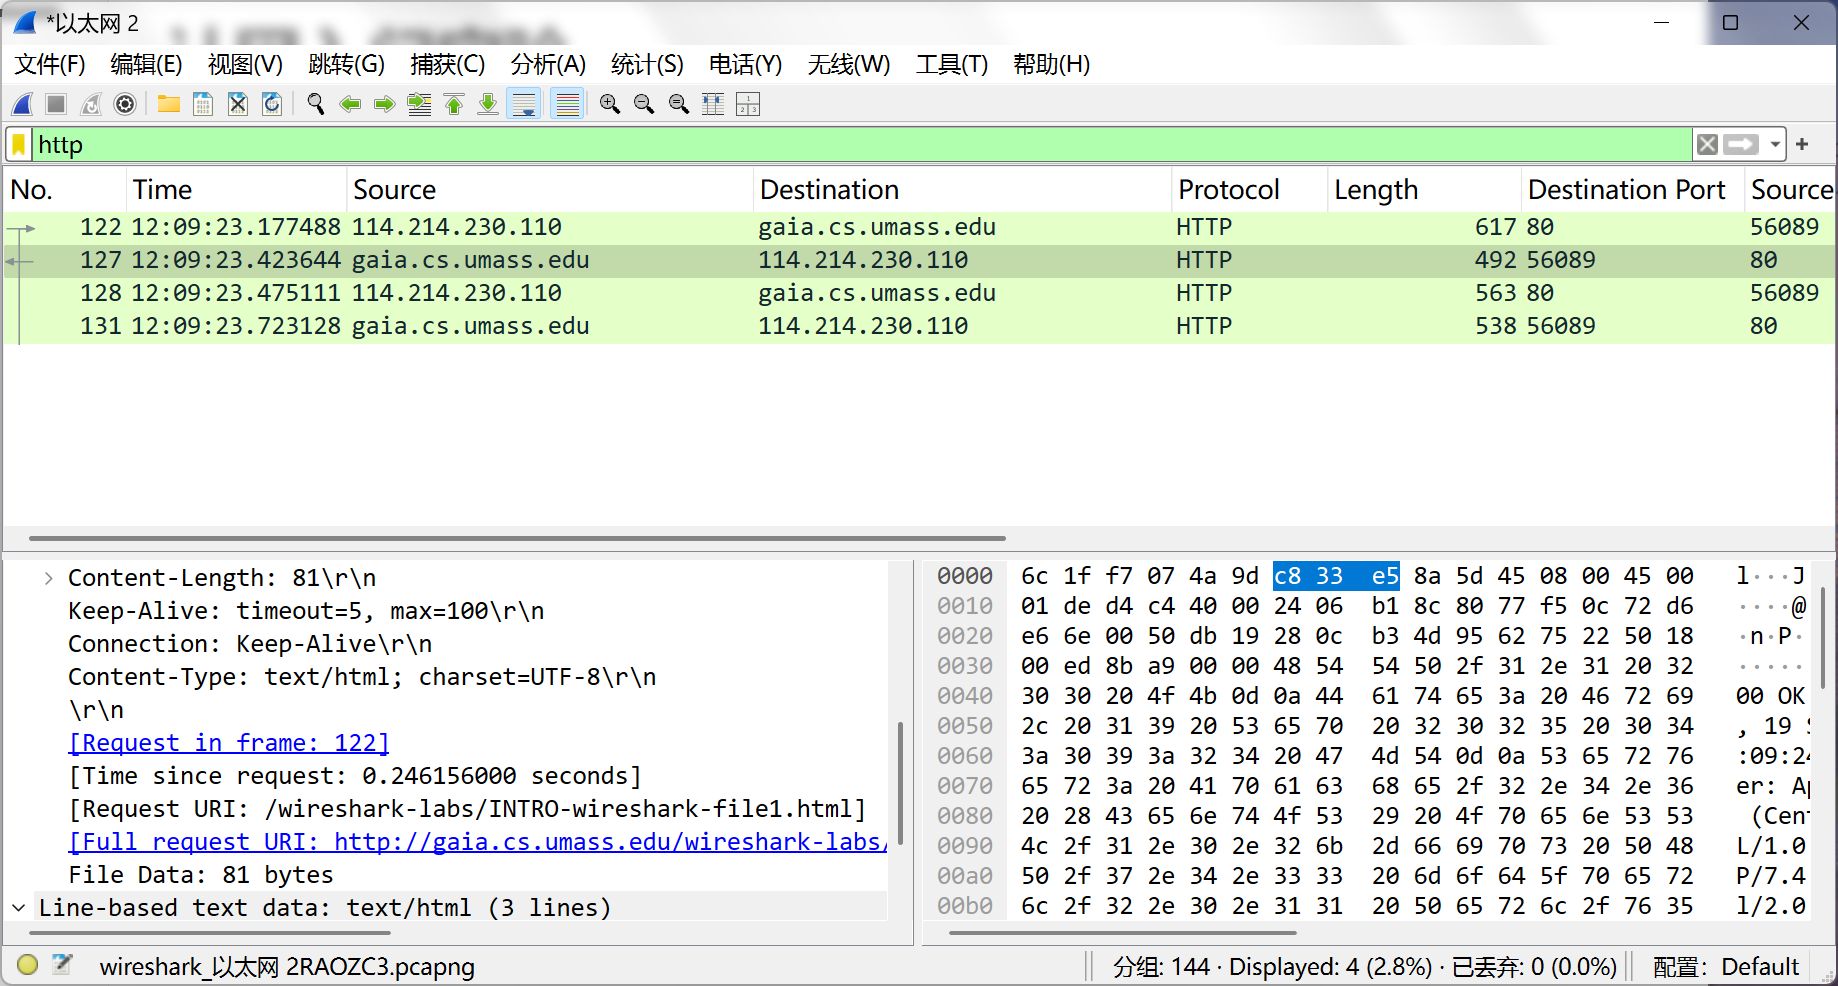 *以太网 2
文件(F) 编辑(E) 视图(V) 跳转(G) 捕获(C) 分析(A) 统计(S) 电话(Y) 无线(W) 工具(T) 帮助(H)
http
No. Time Source Destination Protocol Length Destination Port Source
122 12:09:23.177488 114.214.230.110 gaia.cs.umass.edu HTTP 617 80 56089
127 12:09:23.423644 gaia.cs.umass.edu 114.214.230.110 HTTP 492 56089 80
128 12:09:23.475111 114.214.230.110 gaia.cs.umass.edu HTTP 563 80 56089
131 12:09:23.723128 gaia.cs.umass.edu 114.214.230.110 HTTP 538 56089 80
Content-Length: 81\r\n
Keep-Alive: timeout=5, max=100\r\n
Connection: Keep-Alive\r\n
Content-Type: text/html; charset=UTF-8\r\n
\r\n
[Request in frame: 122]
[Time since request: 0.246156000 seconds]
[Request URI: /wireshark-labs/INTRO-wireshark-file1.html]
[Full request URI: http://gaia.cs.umass.edu/wireshark-labs/
File Data: 81 bytes
Line-based text data: text/html (3 lines)
0000 6c 1f f7 07 4a 9d c8 33 e5 8a 5d 45 08 00 45 00 l···J
0010 01 de d4 c4 40 00 24 06 b1 8c 80 77 f5 0c 72 d6 ····@
0020 e6 6e 00 50 db 19 28 0c b3 4d 95 62 75 22 50 18 ·n·P·
0030 00 ed 8b a9 00 00 48 54 54 50 2f 31 2e 31 20 32 ·····
0040 30 30 20 4f 4b 0d 0a 44 61 74 65 3a 20 46 72 69 00 OK
0050 2c 20 31 39 20 53 65 70 20 32 30 32 35 20 30 34 , 19 S
0060 3a 30 39 3a 32 34 20 47 4d 54 0d 0a 53 65 72 76 :09:24
0070 65 72 3a 20 41 70 61 63 68 65 2f 32 2e 34 2e 36 er: Ap
0080 20 28 43 65 6e 74 4f 53 29 20 4f 70 65 6e 53 53 (Cent
0090 4c 2f 31 2e 30 2e 32 6b 2d 66 69 70 73 20 50 48 L/1.0
00a0 50 2f 37 2e 34 2e 33 33 20 6d 6f 64 5f 70 65 72 P/7.4
00b0 6c 2f 32 2e 30 2e 31 31 20 50 65 72 6c 2f 76 35 l/2.0
wireshark_以太网 2RAOZC3.pcapng
分组: 144 · Displayed: 4 (2.8%) · 已丢弃: 0 (0.0%)
配置: Default